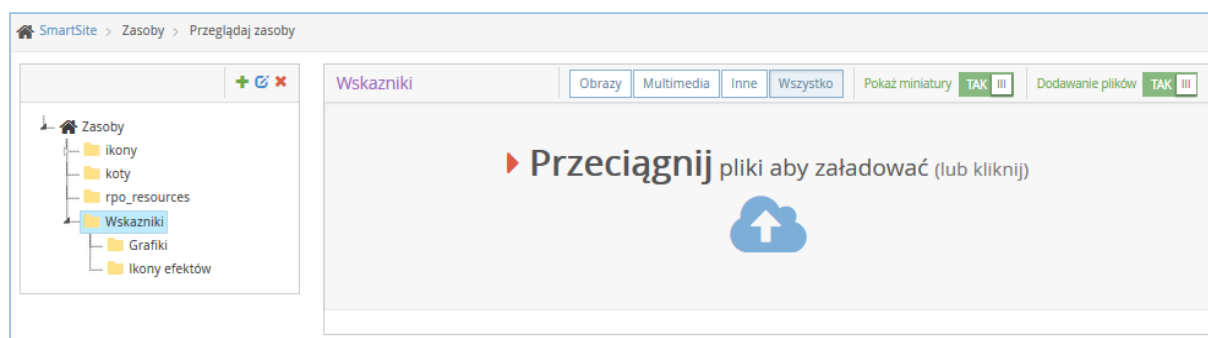 SmartSite > Zasoby > Przeglądaj zasoby
Zasoby
ikony
koty
rpo_resources
Wskazniki
Grafiki
Ikony efektów
Wskazniki Obrazy Multimedia Inne Wszystko Pokaż miniatury TAK Dodawanie plików TAK
Przeciągnij pliki aby załadować (lub kliknij)